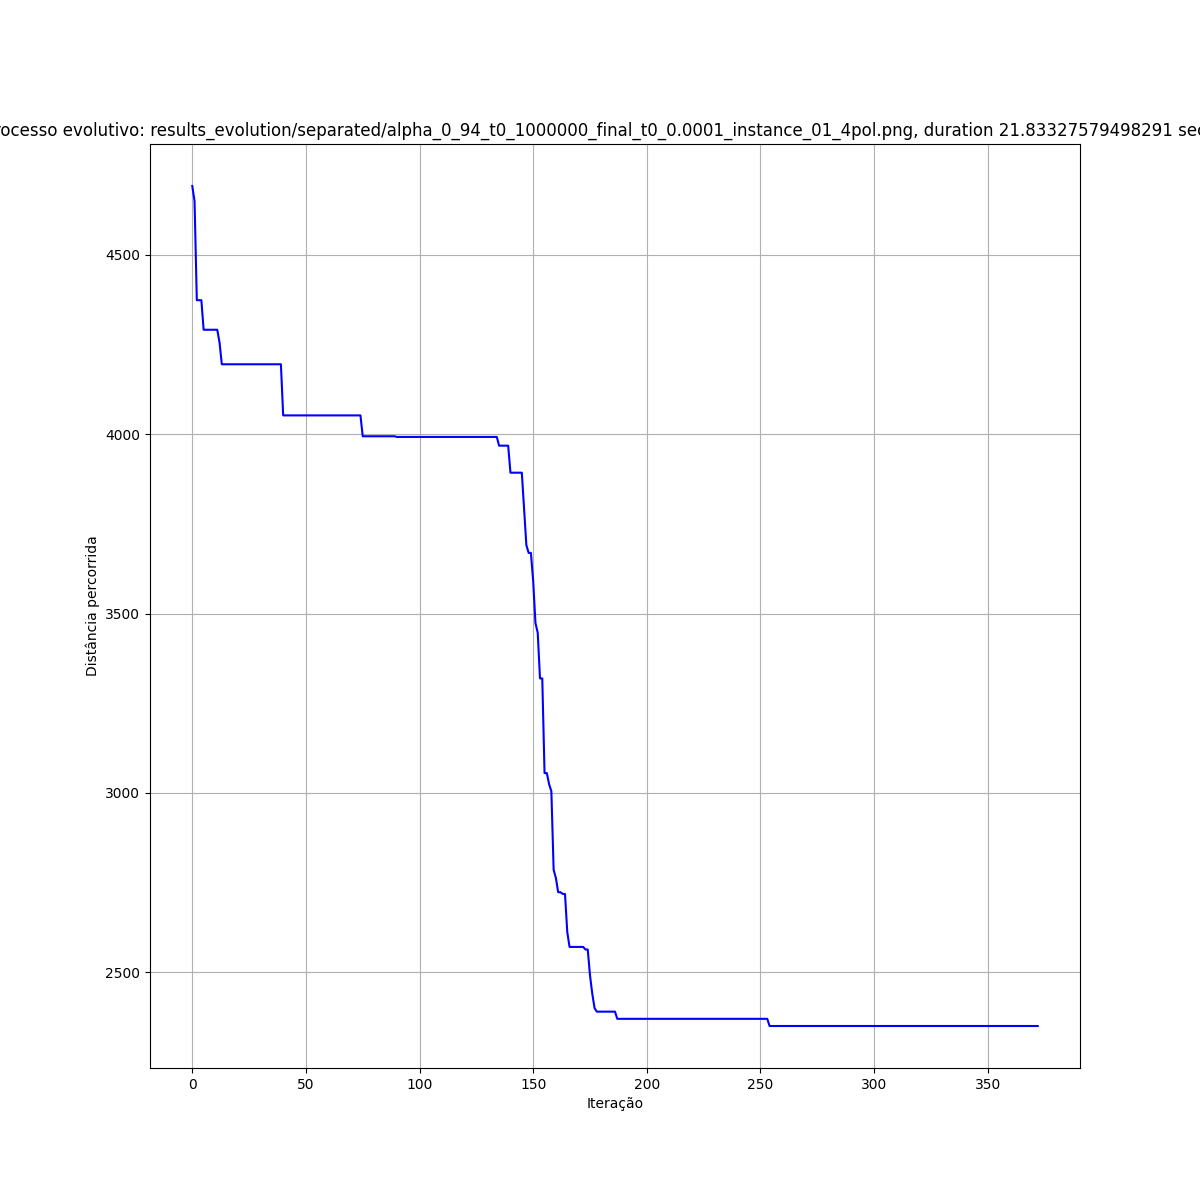 ocesso evolutivo: results_evolution/separated/alpha_0_94_t0_1000000_final_t0_0.0001_instance_01_4pol.png, duration 21.83327579498291 sec
4500
4000
3500
3000
2500
Distância percorrida
0 50 100 150 200 250 300 350
Iteração